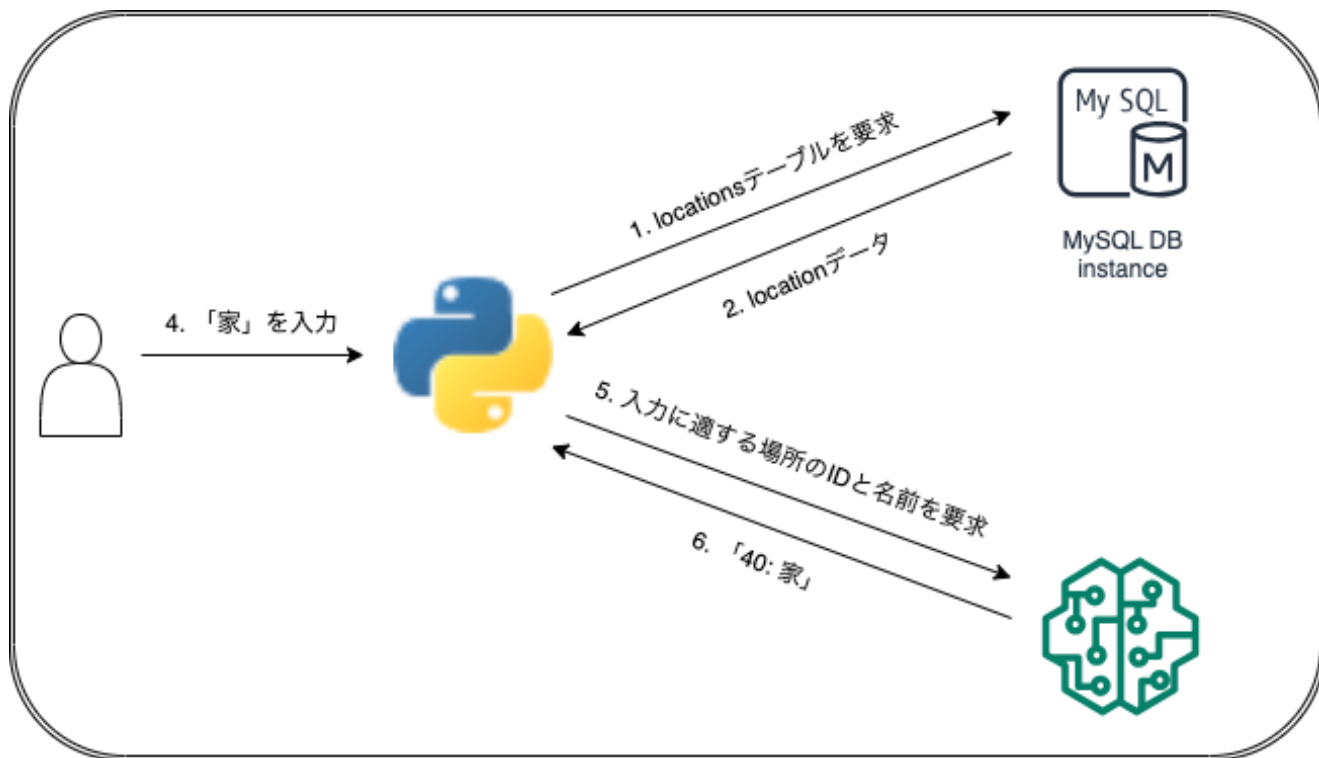 My SQL
M
MySQL DB
instance
1. locationsテーブルを要求
2. locationデータ
4. 「家」を入力
5. 入力に適する場所のIDと名前を要求
6. 「40: 家」